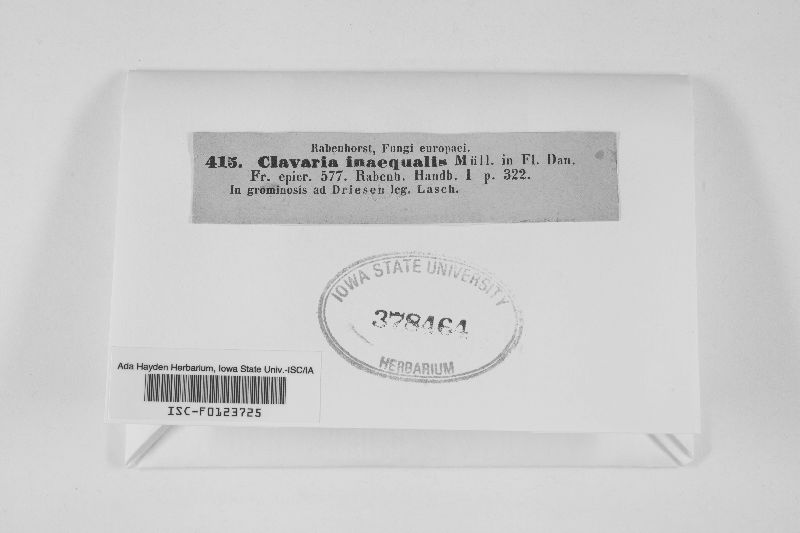 Rabenhorst, Fungi europaei.
415. Clavaria inaequalis Müll. in Fl. Dan.
Fr. epicr. 577. Rabenh. Handb. I p. 322.
In grominosis ad Driesen leg. Lasch.
IOWA STATE UNIVERSITY
378464
HERBARIUM
Ada Hayden Herbarium, Iowa State Univ.-ISC/IA
ISC-F0123725